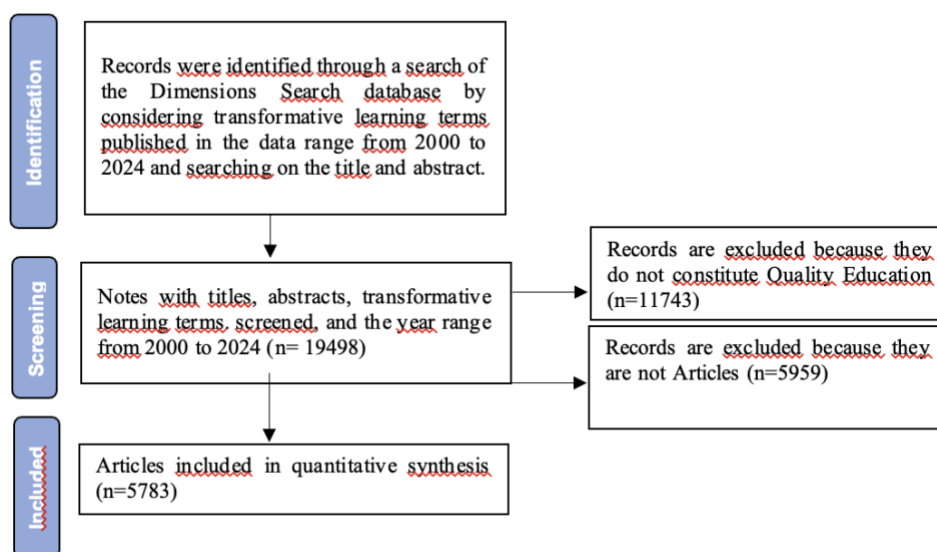 Identification
Records were identified through a search of
the Dimensions Search database by
considering transformative learning terms
published in the data range from 2000 to
2024 and searching on the title and abstract.
Screening
Notes with titles, abstracts, transformative
learning terms, screened, and the year range
from 2000 to 2024 (n= 19498)
Records are excluded because they
do not constitute Quality Education
(n=11743)
Records are excluded because they
are not Articles (n=5959)
Included
Articles included in quantitative synthesis
(n=5783)